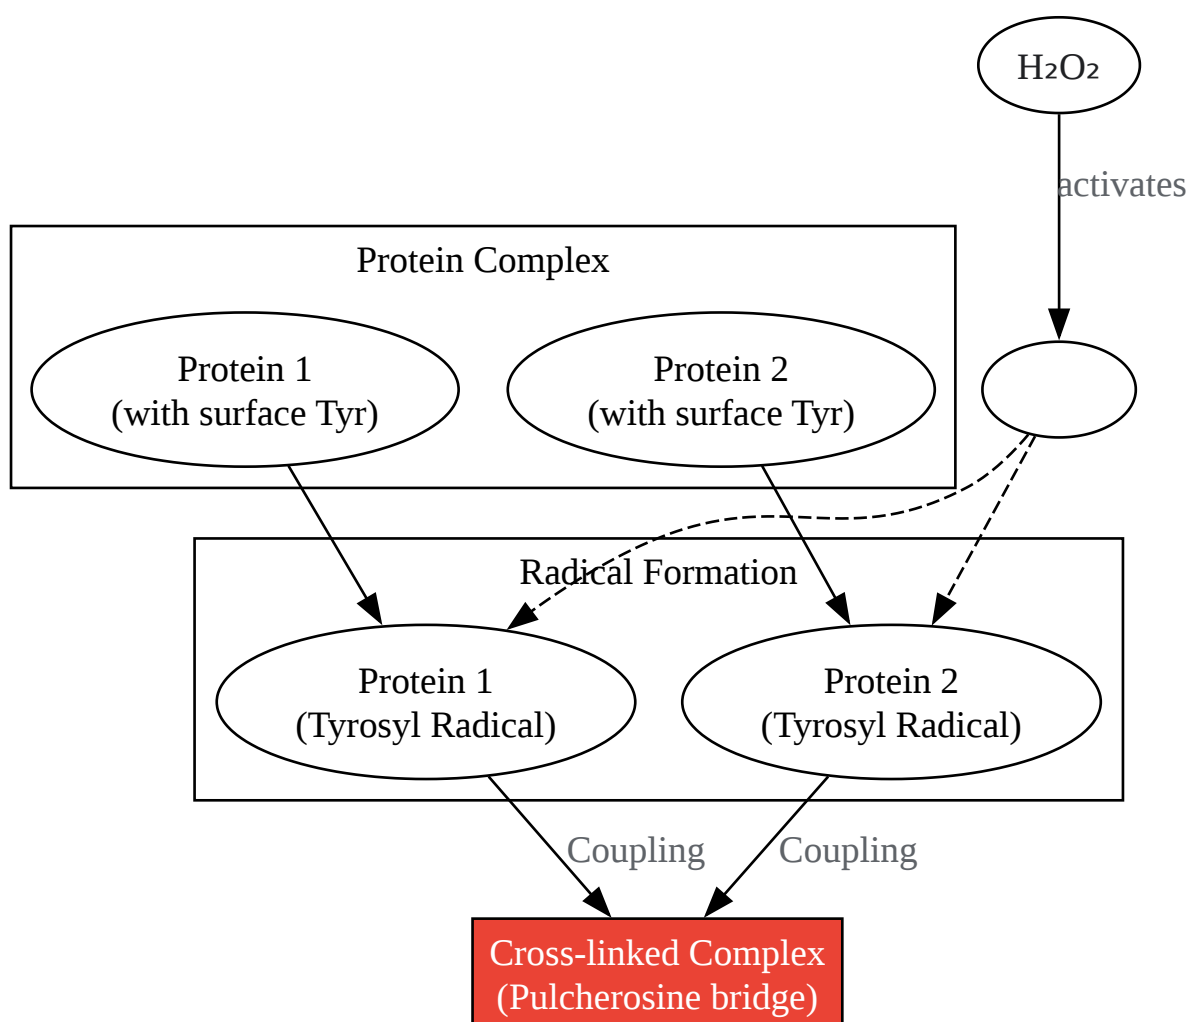 H₂O₂
activates
Protein Complex
Protein 1
(with surface Tyr)
Protein 2
(with surface Tyr)
Radical Formation
Protein 1
(Tyrosyl Radical)
Protein 2
(Tyrosyl Radical)
Coupling
Coupling
Cross-linked Complex
(Pulcherosine bridge)